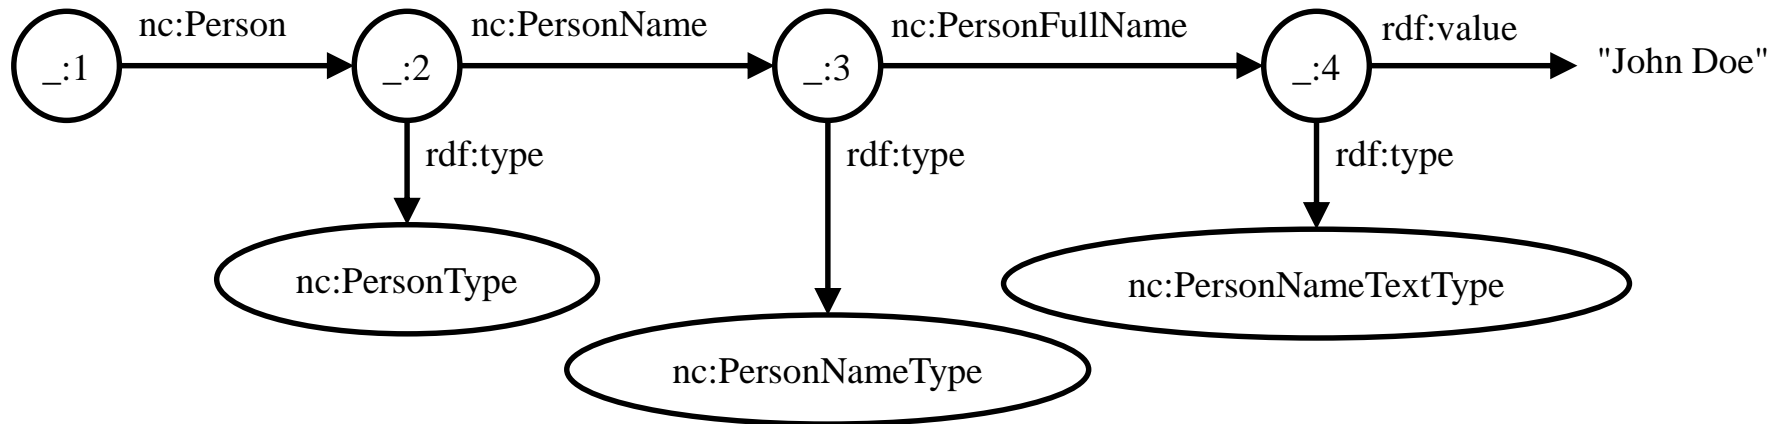 nc:Person nc:PersonName nc:PersonFullName rdf:value
_:1 _:2 _:3 _:4 "John Doe"
rdf:type rdf:type rdf:type
nc:PersonType nc:PersonNameTextType
nc:PersonNameType